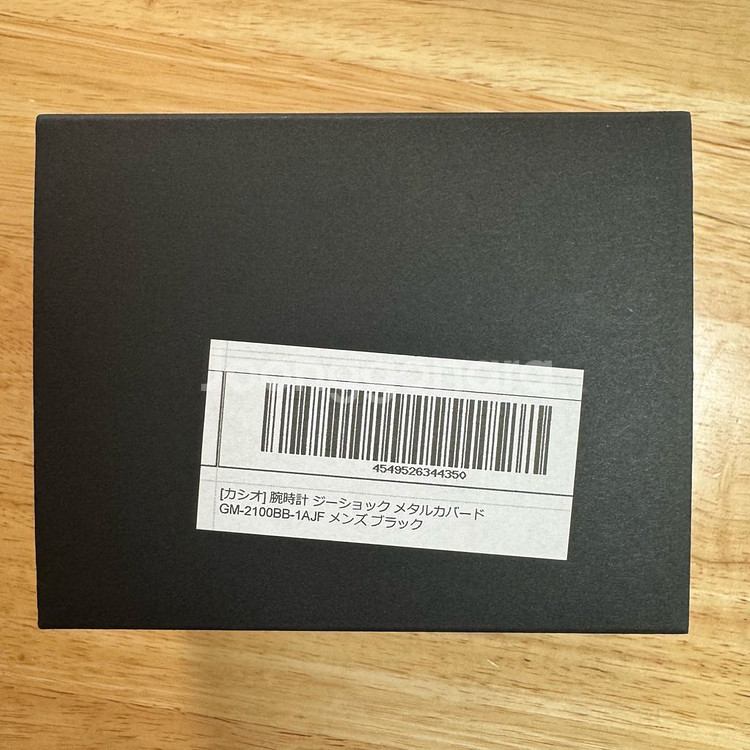 joonggonara
4549526344350
[カシオ] 腕時計 ジーショック メタルカバード
GM-2100BB-1AJF メンズ ブラック